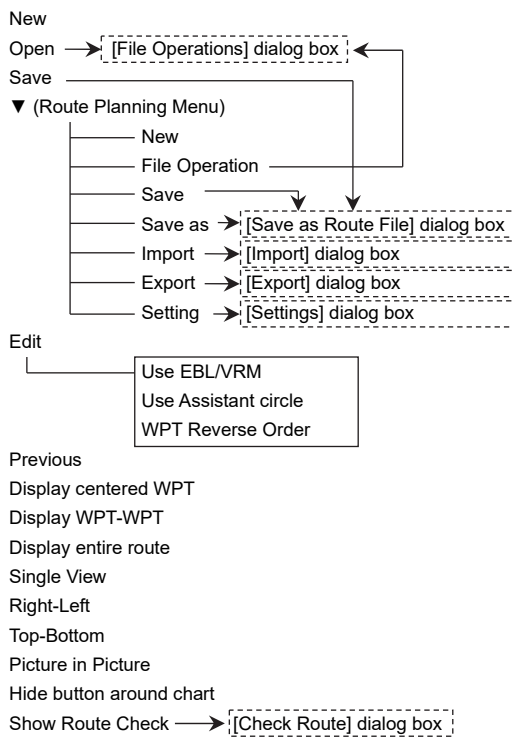 New
Open [File Operations] dialog box
Save
▼ (Route Planning Menu)
New
File Operation
Save
Save as [Save as Route File] dialog box
Import [Import] dialog box
Export [Export] dialog box
Setting [Settings] dialog box
Edit
Use EBL/VRM
Use Assistant circle
WPT Reverse Order
Previous
Display centered WPT
Display WPT-WPT
Display entire route
Single View
Right-Left
Top-Bottom
Picture in Picture
Hide button around chart
Show Route Check [Check Route] dialog box